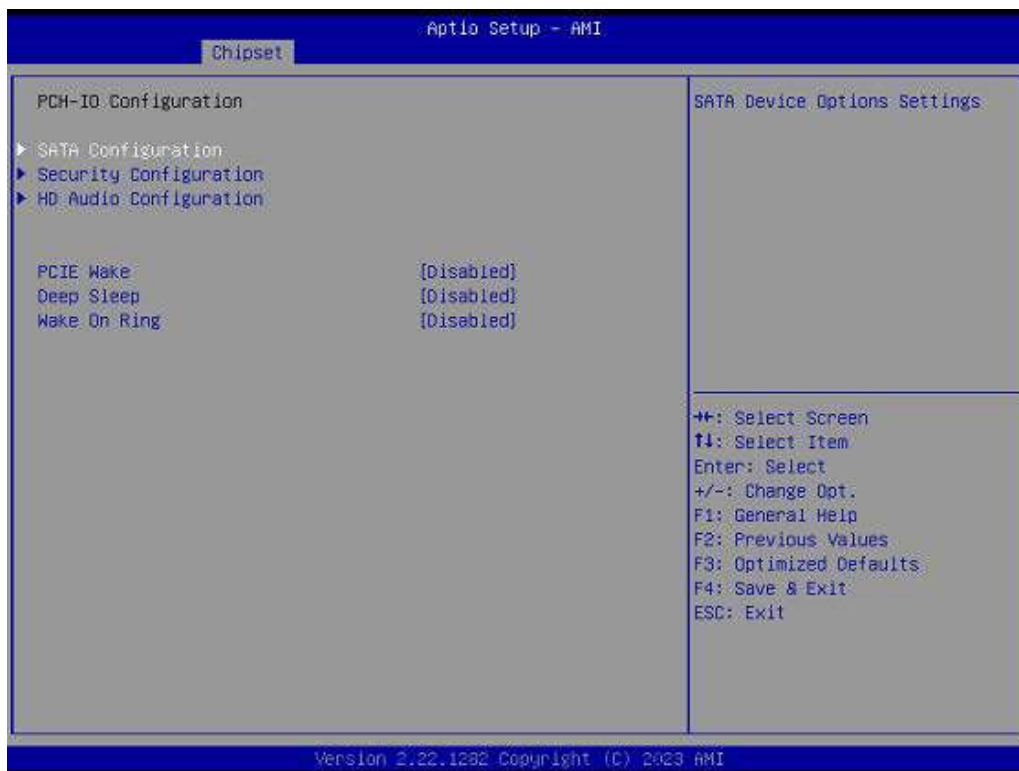 Aptio Setup - AMI
Chipset
PCH-IO Configuration
SATA Configuration
Security Configuration
HD Audio Configuration
PCIE Wake [Disabled]
Deep Sleep [Disabled]
Wake On Ring [Disabled]
SATA Device Options Settings
→←: Select Screen
↑↓: Select Item
Enter: Select
+/-: Change Opt.
F1: General Help
F2: Previous Values
F3: Optimized Defaults
F4: Save & Exit
ESC: Exit
Version 2.22.1282 Copyright (C) 2023 AMI